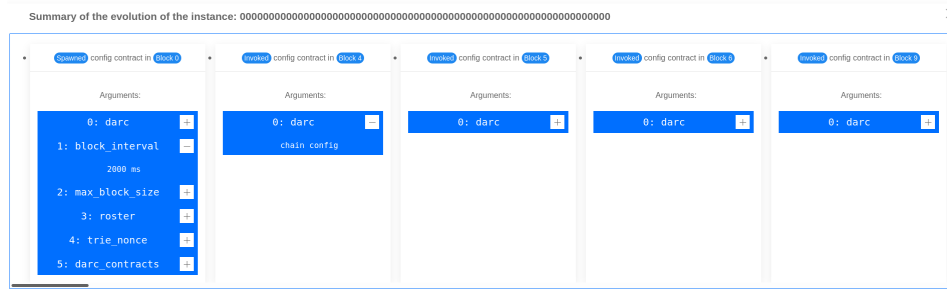 Summary of the evolution of the instance: 0000000000000000000000000000000000000000000000000000000000000000
Spawned config contract in Block 0
Arguments:
0: darc +
1: block_interval −
2000 ms
2: max_block_size +
3: roster +
4: trie_nonce +
5: darc_contracts +
Invoked config contract in Block 4
Arguments:
0: darc −
chain config
Invoked config contract in Block 5
Arguments:
0: darc +
Invoked config contract in Block 6
Arguments:
0: darc +
Invoked config contract in Block 9
Arguments:
0: darc +